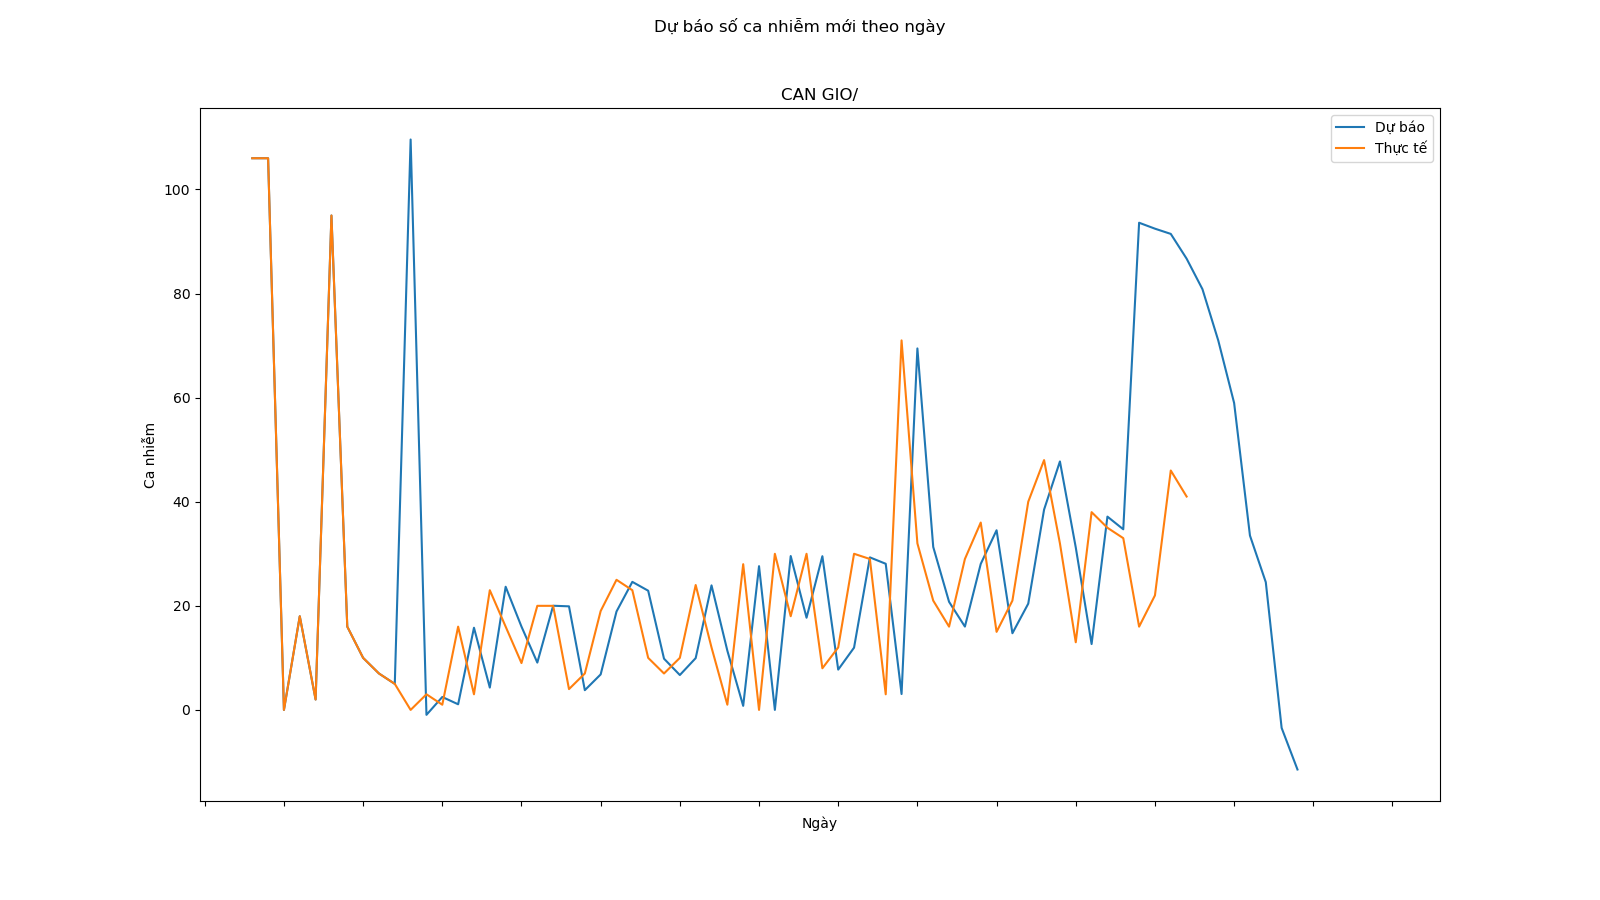 Dự báo số ca nhiễm mới theo ngày
CAN GIO/
Dự báo
Thực tế
100
80
60
40
20
0
Ca nhiễm
Ngày